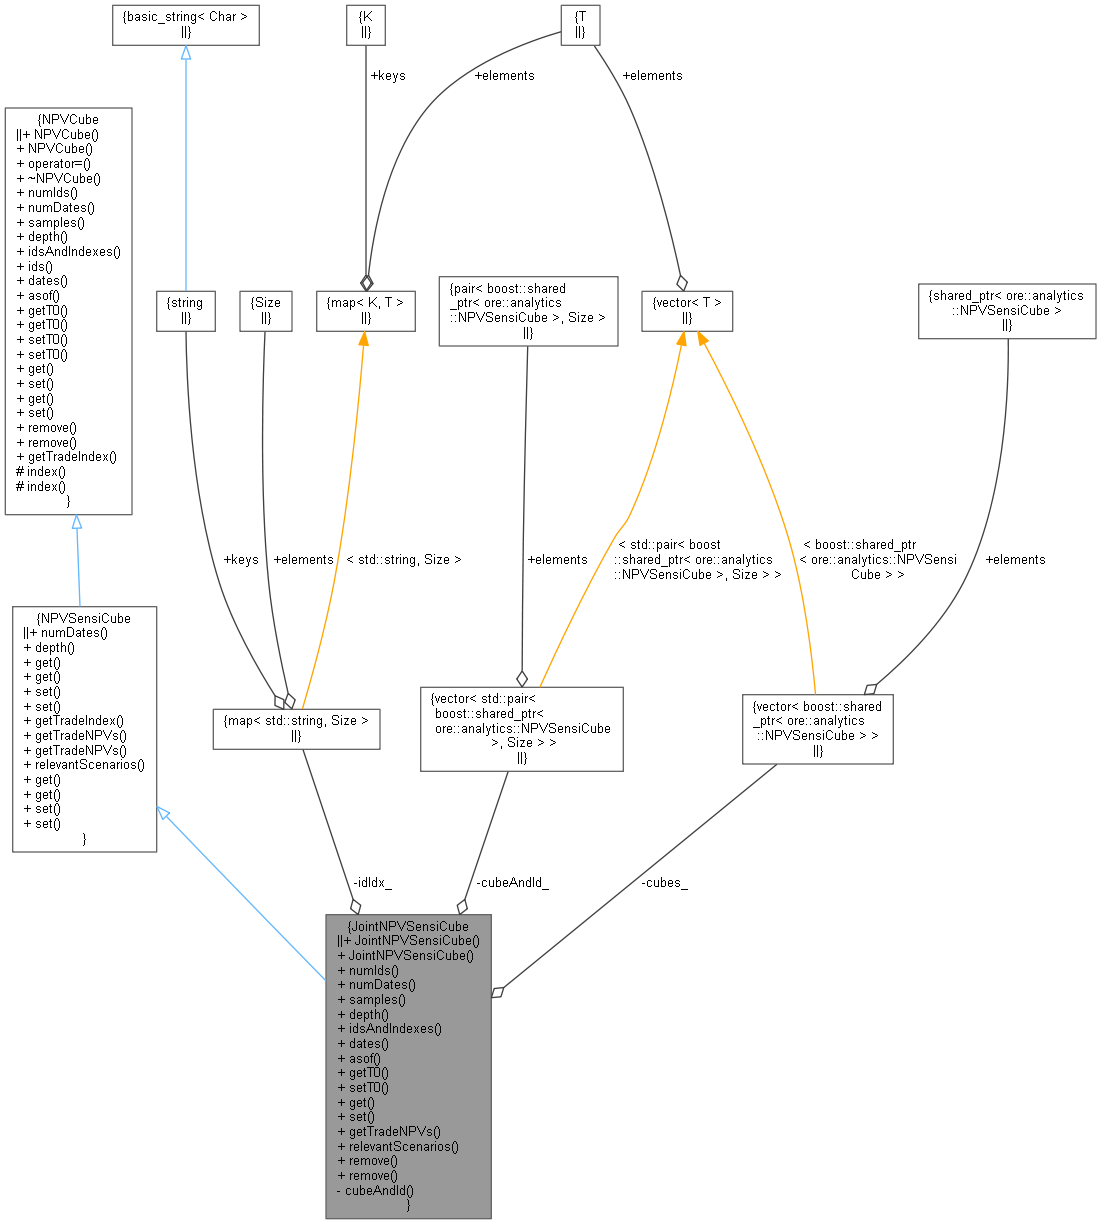 {basic_string< Char >
||}
{K
||}
{T
||}
+keys
+elements
+elements
{NPVCube
||+ NPVCube()
+ NPVCube()
+ operator=()
+ ~NPVCube()
+ numIds()
+ numDates()
+ samples()
+ depth()
+ idsAndIndexes()
+ ids()
+ dates()
+ asof()
+ getT0()
+ getT0()
+ setT0()
+ setT0()
+ get()
+ set()
+ get()
+ set()
+ remove()
+ remove()
+ getTradeIndex()
# index()
# index()
}
{string
||}
{Size
||}
{map< K, T >
||}
{pair< boost::shared
_ptr< ore::analytics
::NPVSensiCube >, Size >
||}
{vector< T >
||}
{shared_ptr< ore::analytics
::NPVSensiCube >
||}
+keys
+elements
< std::string, Size >
+elements
< std::pair< boost
::shared_ptr< ore::analytics
::NPVSensiCube >, Size > >
< boost::shared_ptr
< ore::analytics::NPVSensi
Cube > >
+elements
{NPVSensiCube
||+ numDates()
+ depth()
+ get()
+ get()
+ set()
+ set()
+ getTradeIndex()
+ getTradeNPVs()
+ getTradeNPVs()
+ relevantScenarios()
+ get()
+ get()
+ set()
+ set()
}
{map< std::string, Size >
||}
{vector< std::pair<
boost::shared_ptr<
ore::analytics::NPVSensiCube
>, Size > >
||}
{vector< boost::shared
_ptr< ore::analytics
::NPVSensiCube > >
||}
-idIdx_
-cubeAndId_
-cubes_
{JointNPVSensiCube
||+ JointNPVSensiCube()
+ JointNPVSensiCube()
+ numIds()
+ numDates()
+ samples()
+ depth()
+ idsAndIndexes()
+ dates()
+ asof()
+ getT0()
+ setT0()
+ get()
+ set()
+ getTradeNPVs()
+ relevantScenarios()
+ remove()
+ remove()
- cubeAndId()
}